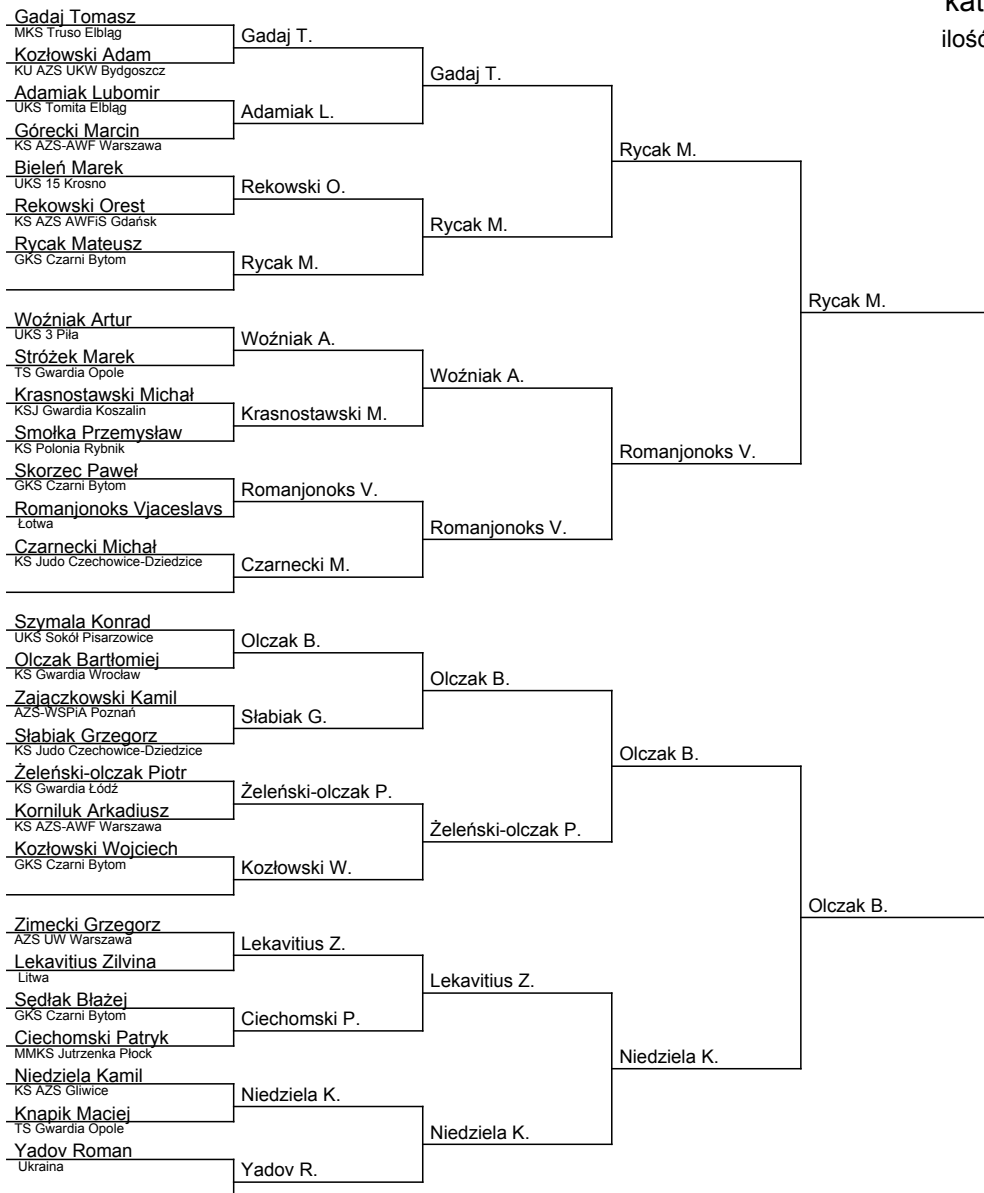 kat
ilość
Gadaj Tomasz
MKS Truso Elbląg
Kozłowski Adam
KU AZS UKW Bydgoszcz
Adamiak Lubomir
UKS Tomita Elbląg
Górecki Marcin
KS AZS-AWF Warszawa
Bieleń Marek
UKS 15 Krosno
Rekowski Orest
KS AZS AWFiS Gdańsk
Rycak Mateusz
GKS Czarni Bytom
Woźniak Artur
UKS 3 Piła
Stróżek Marek
TS Gwardia Opole
Krasnostawski Michał
KSJ Gwardia Koszalin
Smołka Przemysław
KS Polonia Rybnik
Skorzec Paweł
GKS Czarni Bytom
Romanjonoks Vjaceslavs
Łotwa
Czarnecki Michał
KS Judo Czechowice-Dziedzice
Szymala Konrad
UKS Sokół Pisarzowice
Olczak Bartłomiej
KS Gwardia Wrocław
Zajączkowski Kamil
AZS-WSPiA Poznań
Słabiak Grzegorz
KS Judo Czechowice-Dziedzice
Żeleński-olczak Piotr
KS Gwardia Łódź
Korniluk Arkadiusz
KS AZS-AWF Warszawa
Kozłowski Wojciech
GKS Czarni Bytom
Zimecki Grzegorz
AZS UW Warszawa
Lekavitius Zilvina
Litwa
Sędłak Błażej
GKS Czarni Bytom
Ciechomski Patryk
MMKS Jutrzenka Płock
Niedziela Kamil
KS AZS Gliwice
Knapik Maciej
TS Gwardia Opole
Yadov Roman
Ukraina
Gadaj T.
Adamiak L.
Rekowski O.
Rycak M.
Woźniak A.
Krasnostawski M.
Romanjonoks V.
Czarnecki M.
Olczak B.
Słabiak G.
Żeleński-olczak P.
Kozłowski W.
Lekavitius Z.
Ciechomski P.
Niedziela K.
Yadov R.
Gadaj T.
Rycak M.
Woźniak A.
Romanjonoks V.
Olczak B.
Żeleński-olczak P.
Lekavitius Z.
Niedziela K.
Rycak M.
Romanjonoks V.
Olczak B.
Niedziela K.
Rycak M.
Olczak B.